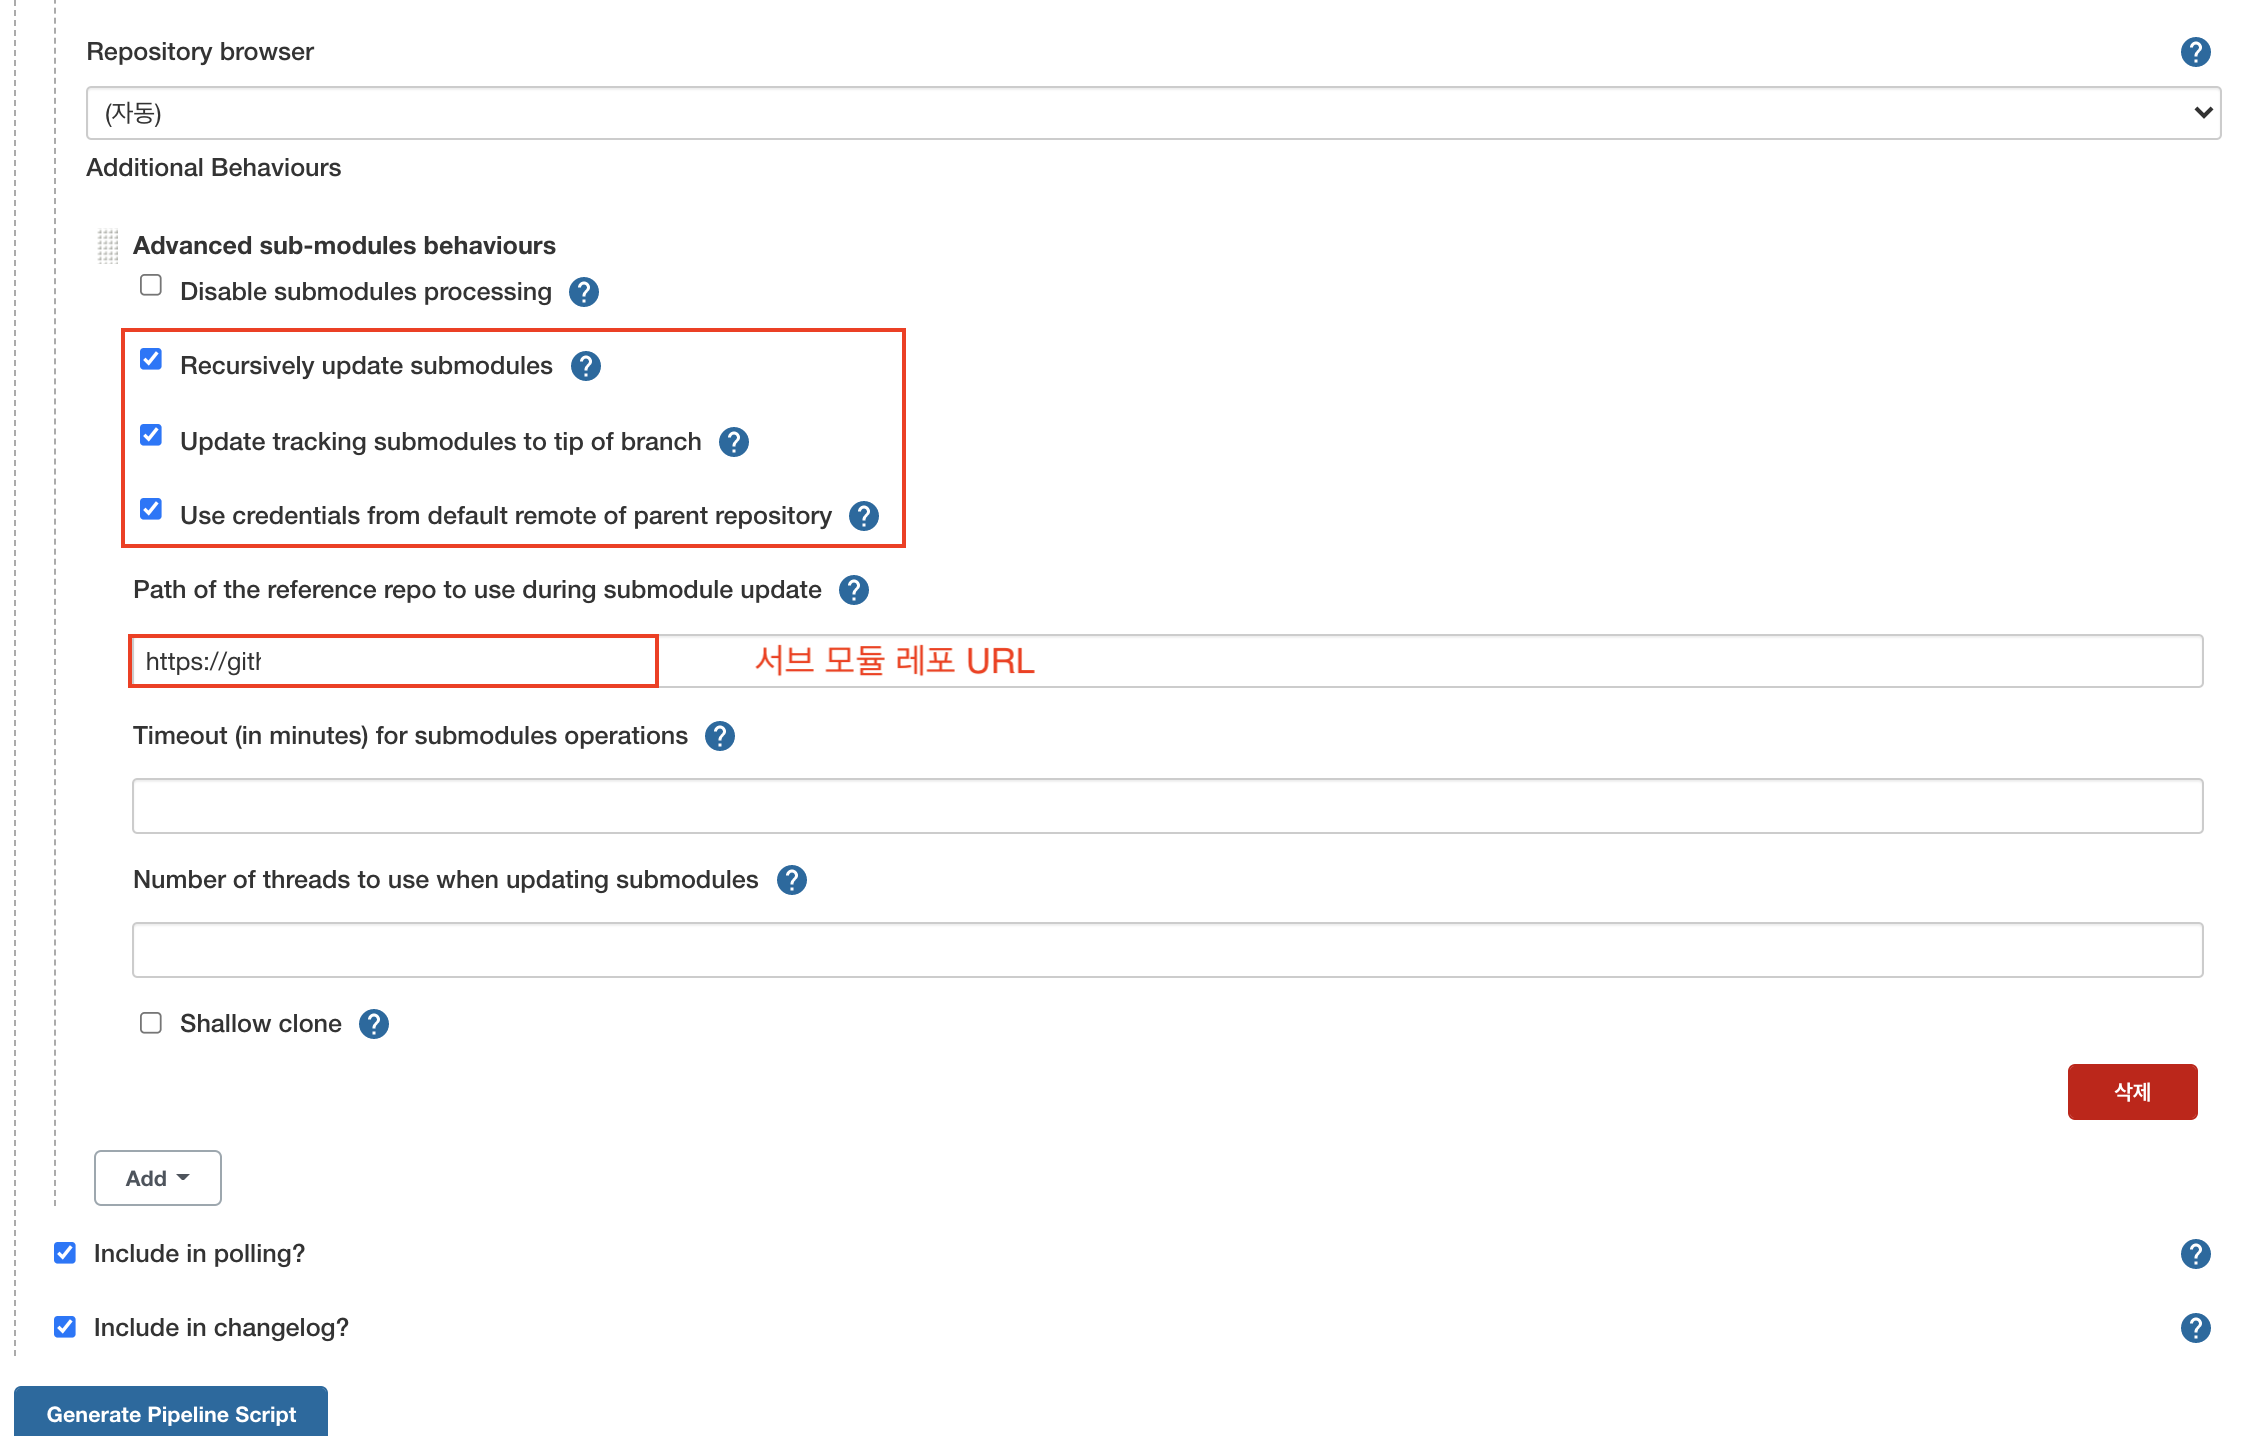 Repository browser
(자동)
Additional Behaviours
Advanced sub-modules behaviours
Disable submodules processing
Recursively update submodules
Update tracking submodules to tip of branch
Use credentials from default remote of parent repository
Path of the reference repo to use during submodule update
https://gith 서브 모듈 레포 URL
Timeout (in minutes) for submodules operations
Number of threads to use when updating submodules
Shallow clone
삭제
Add
Include in polling?
Include in changelog?
Generate Pipeline Script